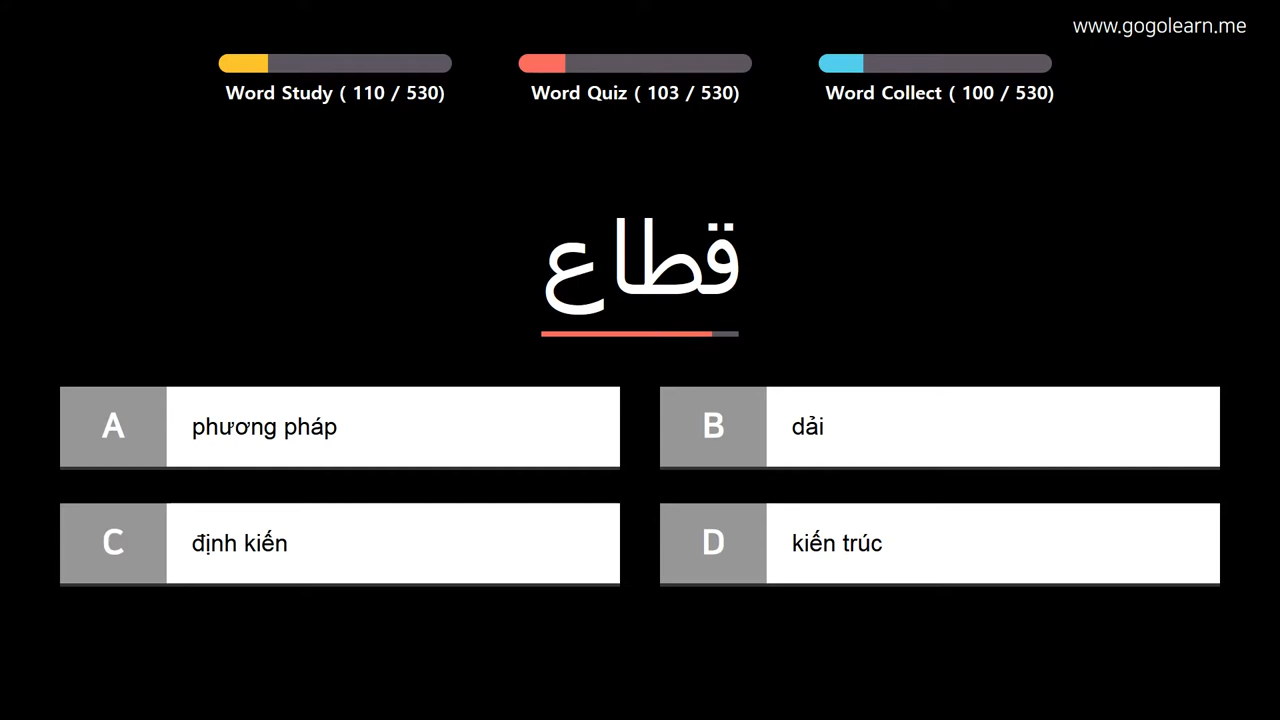 www.gogolearn.me
Word Study ( 110 / 530)
Word Quiz ( 103 / 530)
Word Collect ( 100 / 530)
قطاع
A phương pháp
B dải
C định kiến
D kiến trúc